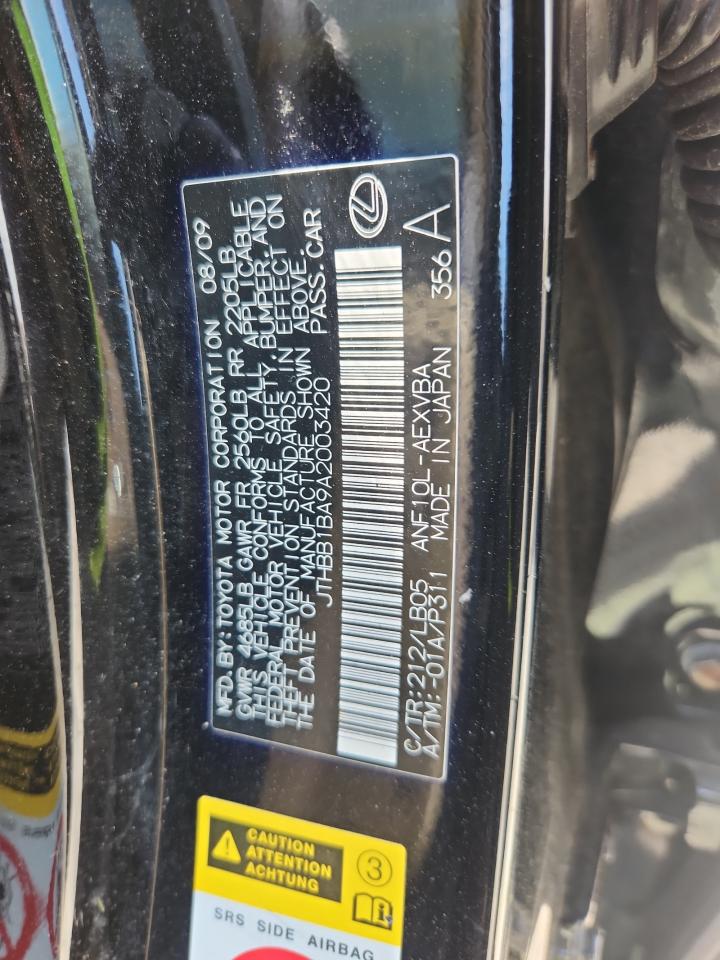 MFD. BY: TOYOTA MOTOR CORPORATION 08/09
GVWR 4685LB GAWR FR 2560LB RR 2205LB
THIS VEHICLE CONFORMS TO ALL APPLICABLE
FEDERAL MOTOR VEHICLE SAFETY, BUMPER, AND
THEFT PREVENTION STANDARDS IN EFFECT ON
THE DATE OF MANUFACTURE SHOWN ABOVE.
JTHBB1BA9A2003420 PASS. CAR
C/TR: 212/LB05 ANF10L-AEXVBA
A/TM: -01A/P311 MADE IN JAPAN 356 A
CAUTION
ATTENTION
ACHTUNG
3
SRS SIDE AIRBAG